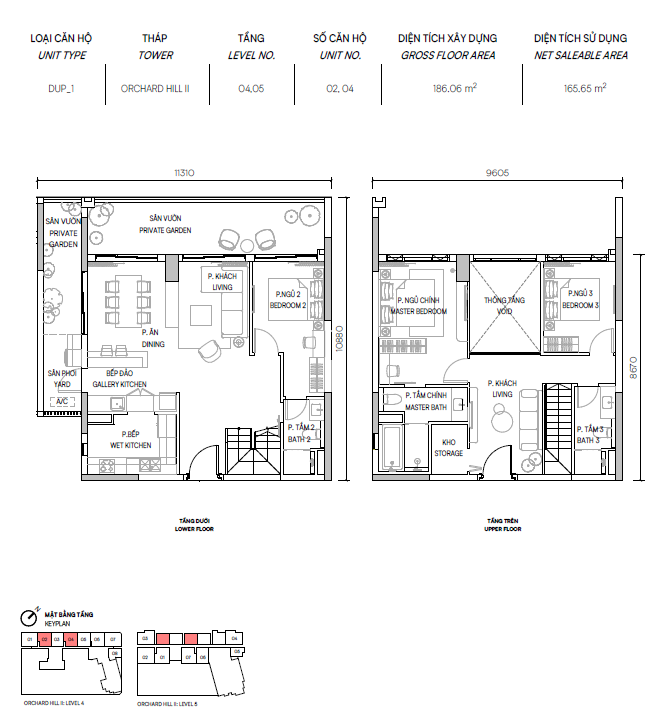 LOẠI CĂN HỘ
UNIT TYPE
THÁP
TOWER
TẦNG
LEVEL NO.
SỐ CĂN HỘ
UNIT NO.
DIỆN TÍCH XÂY DỰNG
GROSS FLOOR AREA
DIỆN TÍCH SỬ DỤNG
NET SALEABLE AREA
DUP_1
ORCHARD HILL II
04,05
02, 04
186.06 m²
165.65 m²
11310
SÂN VƯỜN
PRIVATE
GARDEN
SÂN VƯỜN
PRIVATE GARDEN
P. KHÁCH
LIVING
P.NGỦ 2
BEDROOM 2
P. ĂN
DINING
10880
SÂN PHƠI
YARD
A/C
BẾP ĐẢO
GALLERY KITCHEN
P.BẾP
WET KITCHEN
P. TẮM 2
BATH 2
TẦNG DƯỚI
LOWER FLOOR
9605
P. NGỦ CHÍNH
MASTER BEDROOM
THÔNG TẦNG
VOID
P.NGỦ 3
BEDROOM 3
8670
P. TẮM CHÍNH
MASTER BATH
P. KHÁCH
LIVING
KHO
STORAGE
P. TẮM 3
BATH 3
TẦNG TRÊN
UPPER FLOOR
N
MẶT BẰNG TẦNG
KEYPLAN
01 02 03 04 05 06 07
08
ORCHARD HILL II: LEVEL 4
03 04
02 01 07 06
05
ORCHARD HILL II: LEVEL 5